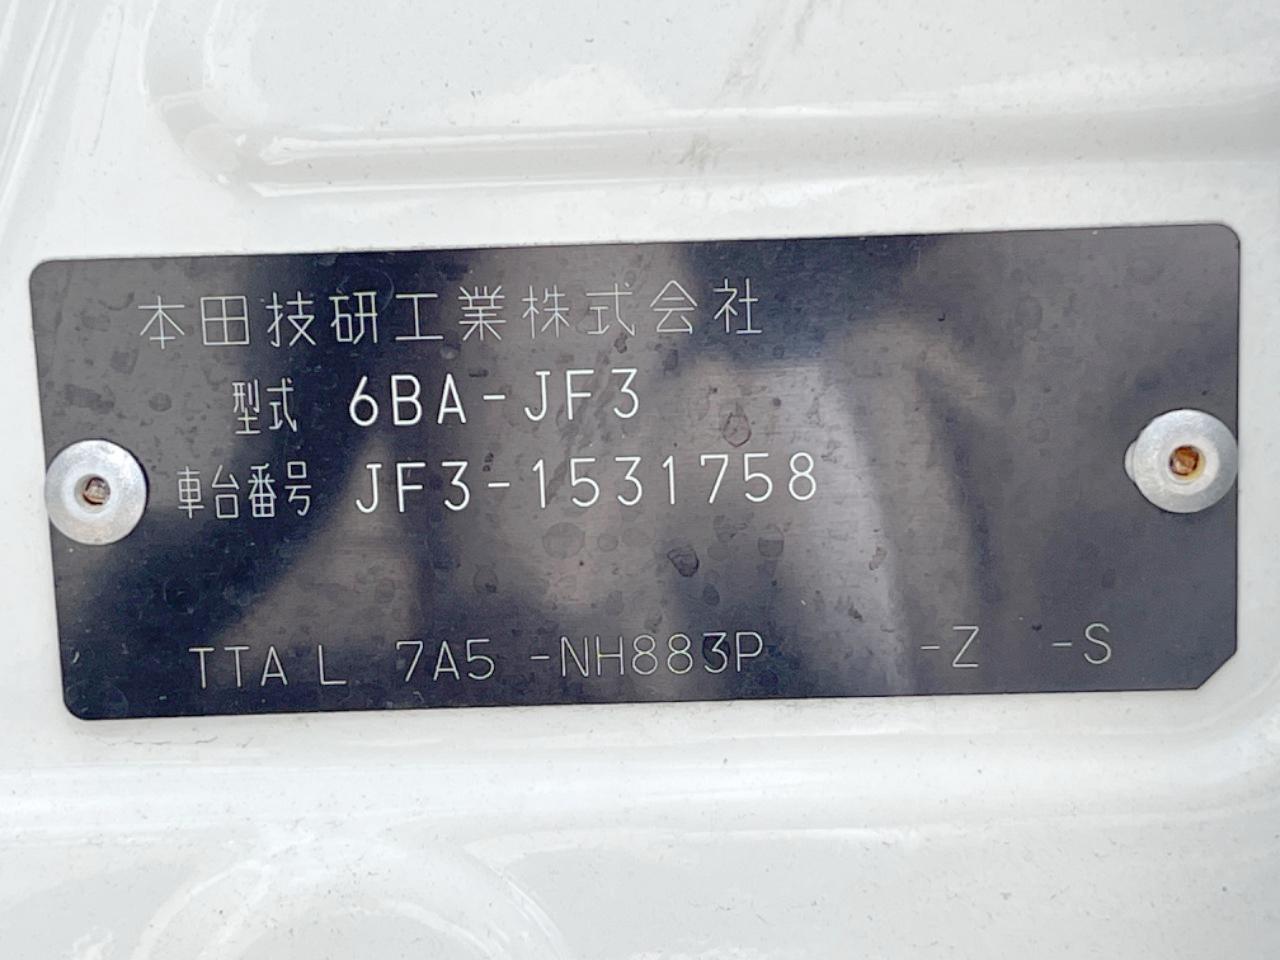 本田技研工業株式会社
型式 6BA-JF3
車台番号 JF3-1531758
TTA L 7A5 -NH883P -Z -S